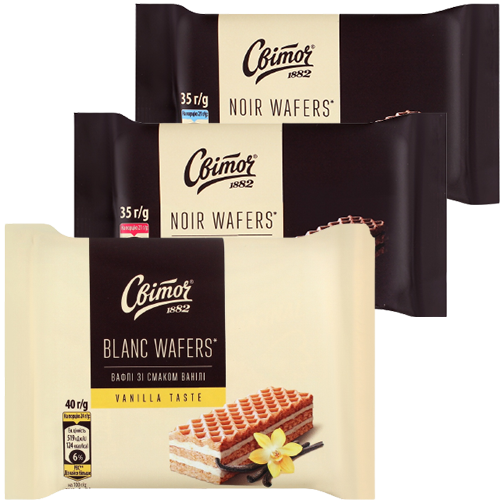 Світоч®
1882
35 г/g
NOIR WAFERS*
Світоч®
1882
35 г/g
NOIR WAFERS*
Світоч®
1882
BLANC WAFERS*
ВАФЛІ ЗІ СМАКОМ ВАНІЛІ
VANILLA TASTE
40 г/g
6%